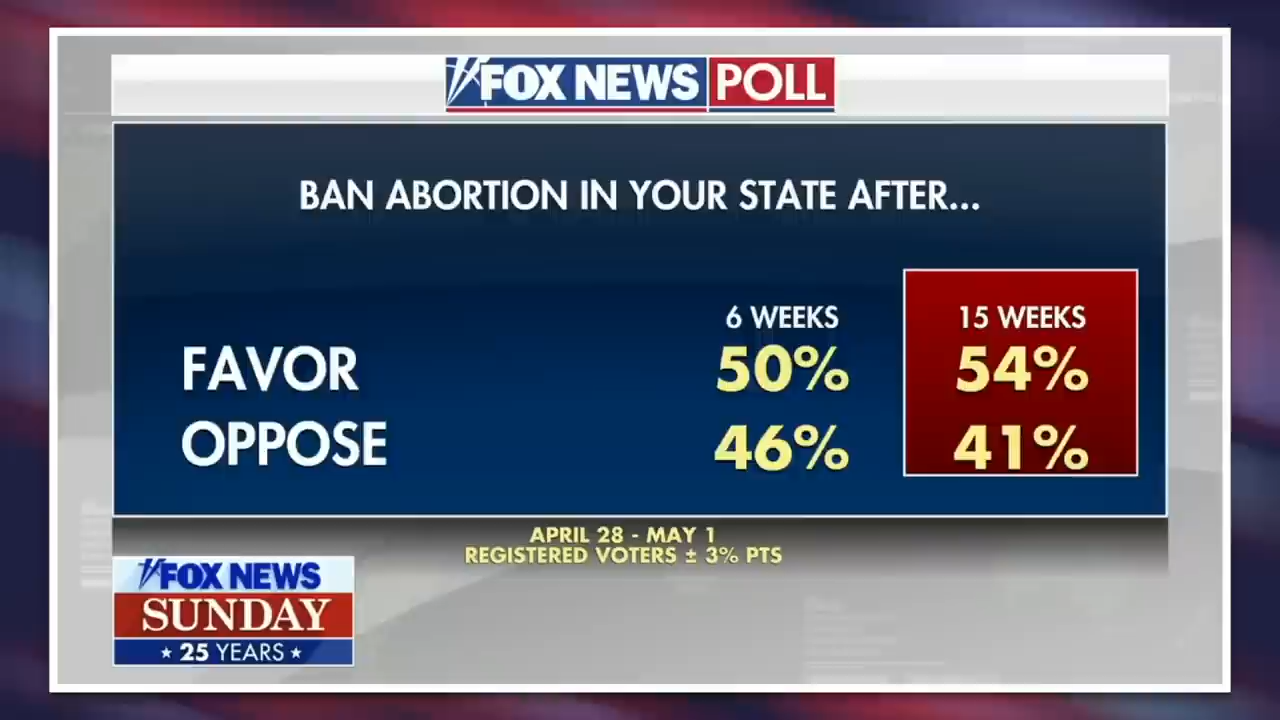 FOX NEWS POLL
BAN ABORTION IN YOUR STATE AFTER...
6 WEEKS 15 WEEKS
FAVOR 50% 54%
OPPOSE 46% 41%
APRIL 28 - MAY 1
REGISTERED VOTERS ± 3% PTS
FOX NEWS
SUNDAY
★ 25 YEARS ★